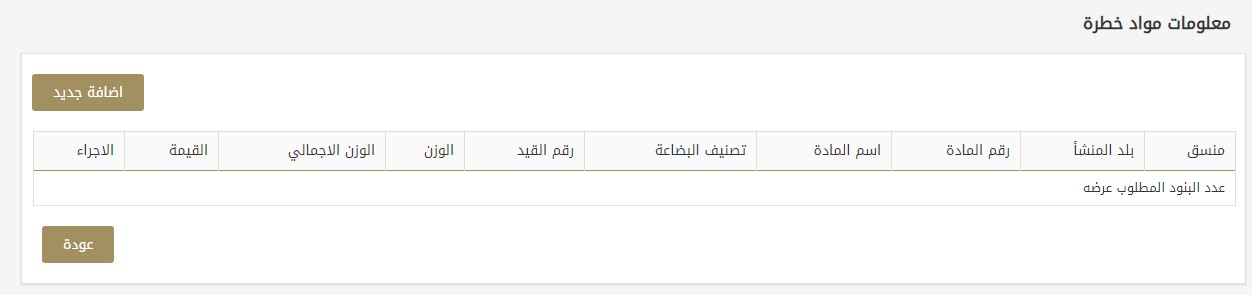 معلومات مواد خطرة
اضافة جديد
منسق بلد المنشأ رقم المادة اسم المادة تصنيف البضاعة رقم القيد الوزن الوزن الاجمالي القيمة الاجراء
عدد البنود المطلوب عرضه
عودة